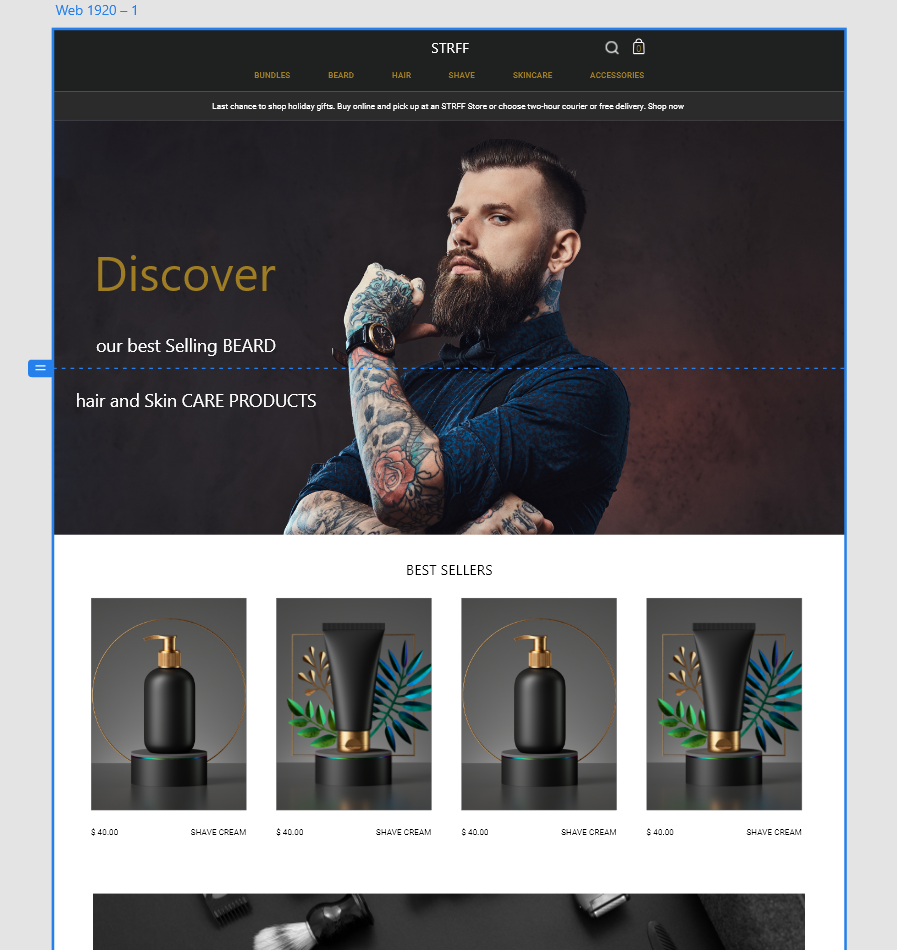 Web 1920 – 1
STRFF
0
BUNDLES BEARD HAIR SHAVE SKINCARE ACCESSORIES
Last chance to shop holiday gifts. Buy online and pick up at an STRFF Store or choose two-hour courier or free delivery. Shop now
Discover
our best Selling BEARD
hair and Skin CARE PRODUCTS
BEST SELLERS
$ 40.00 SHAVE CREAM $ 40.00 SHAVE CREAM $ 40.00 SHAVE CREAM $ 40.00 SHAVE CREAM